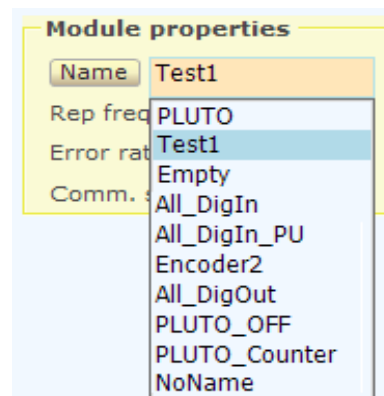 Module properties
Name Test1
Rep freq PLUTO
Test1
Error rat
Empty
Comm. All_DigIn
All_DigIn_PU
Encoder2
All_DigOut
PLUTO_OFF
PLUTO_Counter
NoName